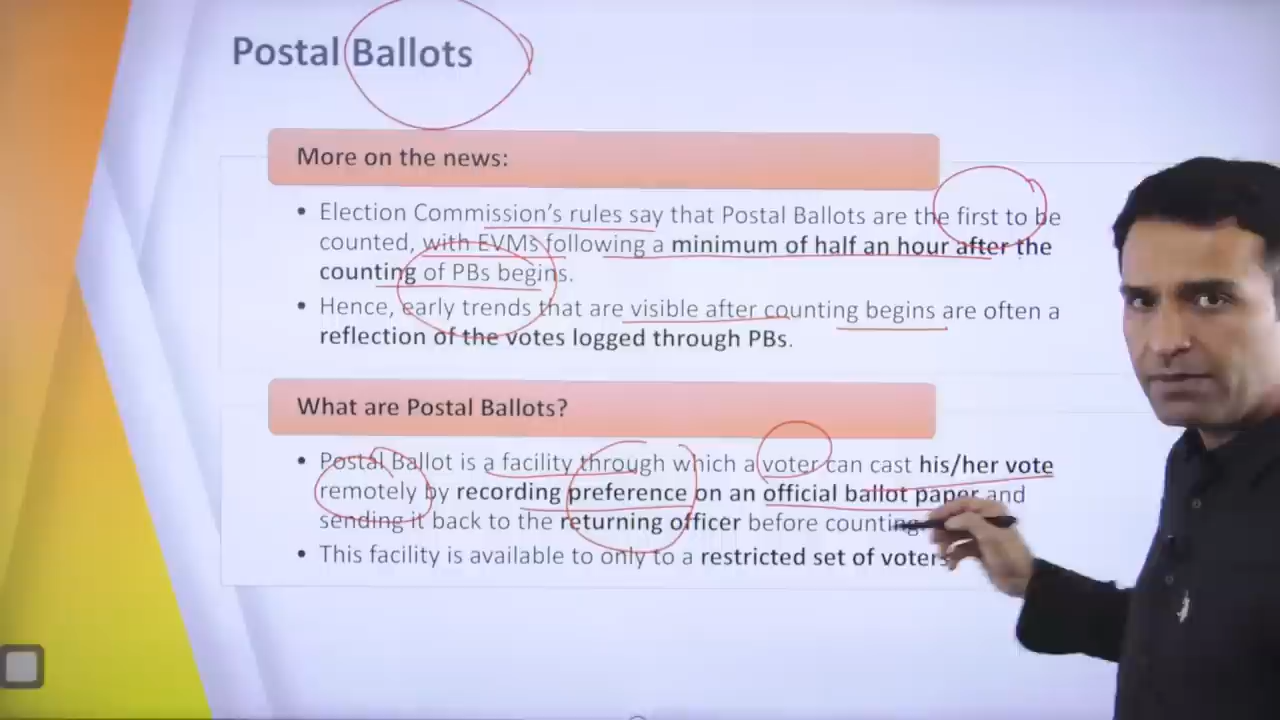 Postal Ballots
More on the news:
• Election Commission's rules say that Postal Ballots are the first to be
counted, with EVMs following a minimum of half an hour after the
counting of PBs begins.
• Hence, early trends that are visible after counting begins are often a
reflection of the votes logged through PBs.
What are Postal Ballots?
• Postal Ballot is a facility through which a voter can cast his/her vote
remotely by recording preference on an official ballot paper and
sending it back to the returning officer before counting
• This facility is available to only to a restricted set of voters